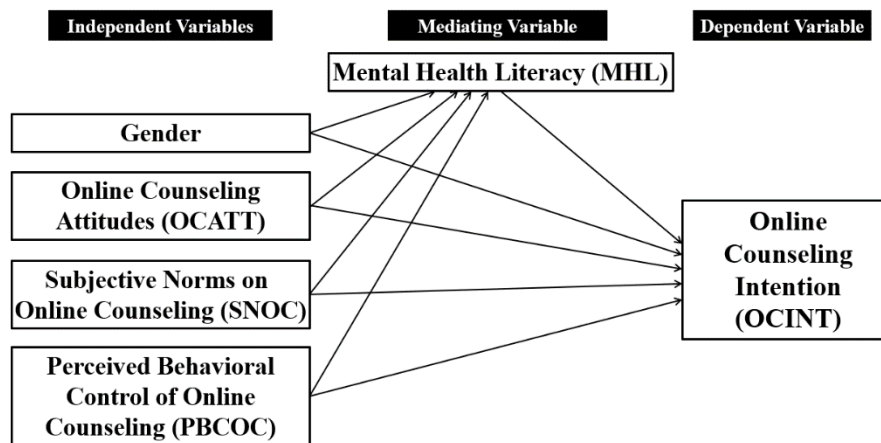 Independent Variables
Mediating Variable
Dependent Variable
Mental Health Literacy (MHL)
Gender
Online Counseling
Attitudes (OCATT)
Subjective Norms on
Online Counseling (SNOC)
Perceived Behavioral
Control of Online
Counseling (PBCOC)
Online
Counseling
Intention
(OCINT)